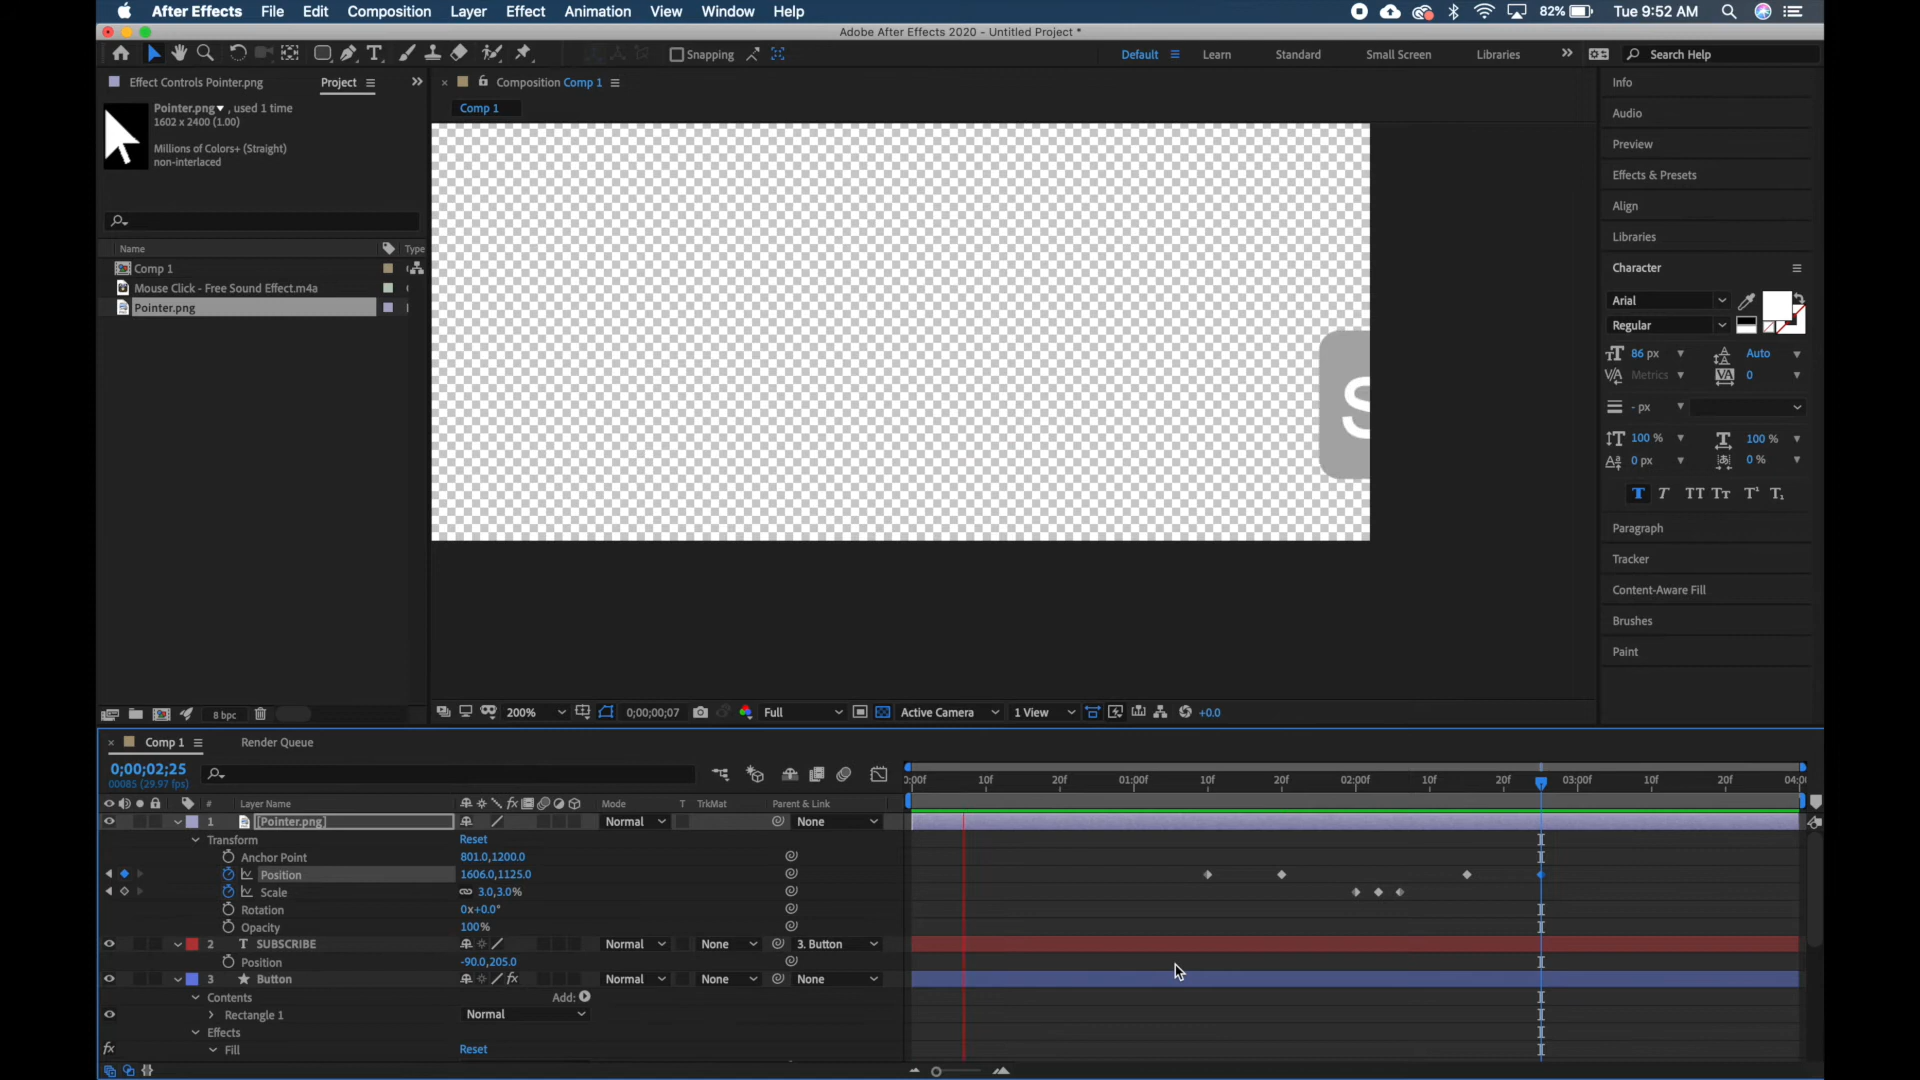 After Effects File Edit Composition Layer Effect Animation View Window Help 82% Tue 9:52 AM
Adobe After Effects 2020 - Untitled Project *
Snapping Default Learn Standard Small Screen Libraries Search Help
Effect Controls Pointer.png Project
Composition Comp 1
Comp 1
Pointer.png , used 1 time
1602 x 2400 (1.00)
Millions of Colors+ (Straight)
non-interlaced
Name Type
Comp 1
Mouse Click - Free Sound Effect.m4a
Pointer.png
8 bpc
S
200% 0;00;00;07 Full Active Camera 1 View +0.0
Info
Audio
Preview
Effects & Presets
Align
Libraries
Character
Arial
Regular
86 px Auto
Metrics 0
- px
100 % 100 %
0 px 0 %
T T TT Tт T¹ T₁
Paragraph
Tracker
Content-Aware Fill
Brushes
Paint
Comp 1 Render Queue
0;00;02;25
00085 (29.97 fps)
:00f 10f 20f 01:00f 10f 20f 02:00f 10f 20f 03:00f 10f 20f 04:0
# Layer Name Mode T TrkMat Parent & Link
1 [Pointer.png] Normal None
Transform Reset
Anchor Point 801.0,1200.0
Position 1606.0,1125.0
Scale 3.0,3.0%
Rotation 0x+0.0°
Opacity 100%
2 T SUBSCRIBE Normal None 3. Button
Position -90.0,205.0
3 Button Normal None None
Contents Add:
Rectangle 1 Normal
Effects
fx Fill Reset